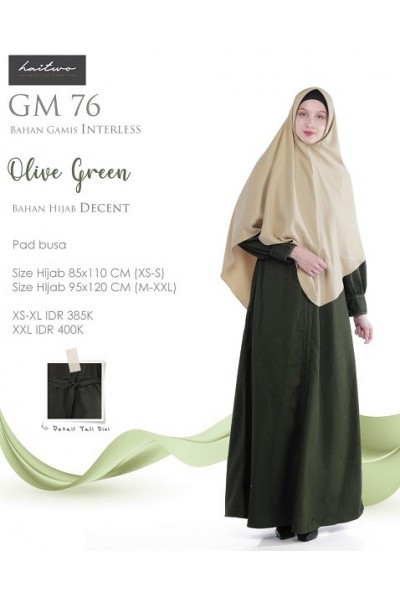 haitwo
GM 76
BAHAN GAMIS INTERLESS
Olive Green
BAHAN HIJAB DECENT
Pad busa
Size Hijab 85x110 CM (XS-S)
Size Hijab 95x120 CM (M-XXL)
XS-XL IDR 385K
XXL IDR 400K
Detail Tali Sisi